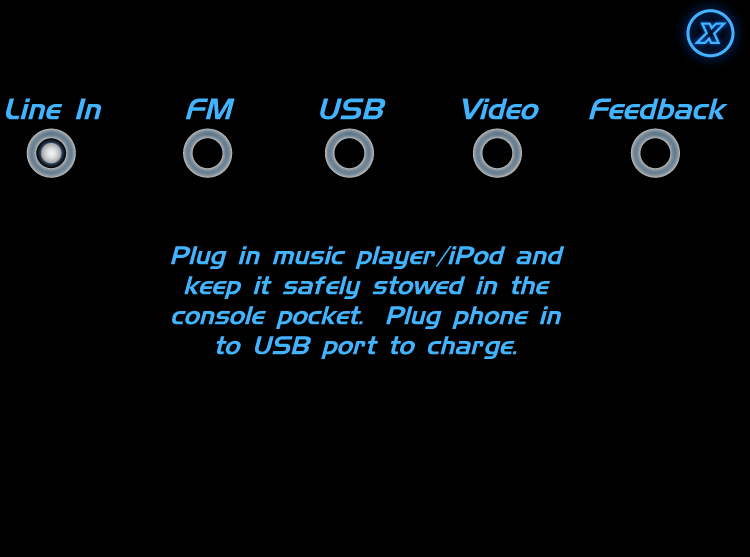 X
Line In FM USB Video Feedback
Plug in music player/iPod and
keep it safely stowed in the
console pocket. Plug phone in
to USB port to charge.